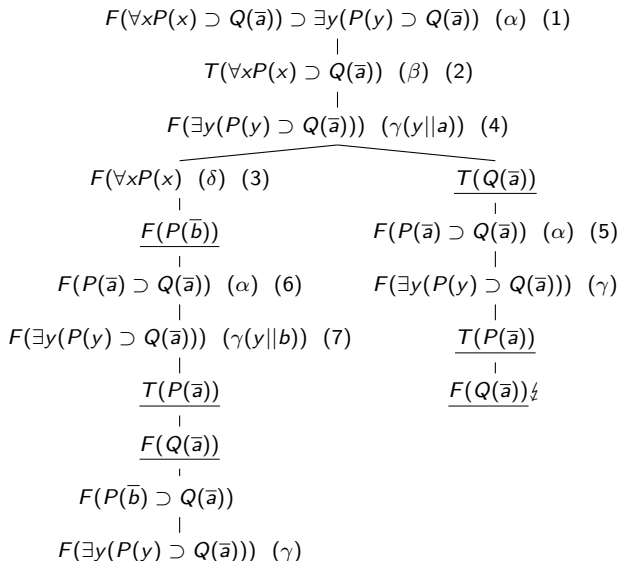 F(∀xP(x) ⊃ Q(a̅)) ⊃ ∃y(P(y) ⊃ Q(a̅)) (α) (1)
T(∀xP(x) ⊃ Q(a̅)) (β) (2)
F(∃y(P(y) ⊃ Q(a̅))) (γ(y||a)) (4)
F(∀xP(x) (δ) (3) T(Q(a̅))
F(P(b̅)) F(P(a̅) ⊃ Q(a̅)) (α) (5)
F(P(a̅) ⊃ Q(a̅)) (α) (6) F(∃y(P(y) ⊃ Q(a̅))) (γ)
F(∃y(P(y) ⊃ Q(a̅))) (γ(y||b)) (7) T(P(a̅))
T(P(a̅)) F(Q(a̅))↯
F(Q(a̅))
F(P(b̅) ⊃ Q(a̅))
F(∃y(P(y) ⊃ Q(a̅))) (γ)